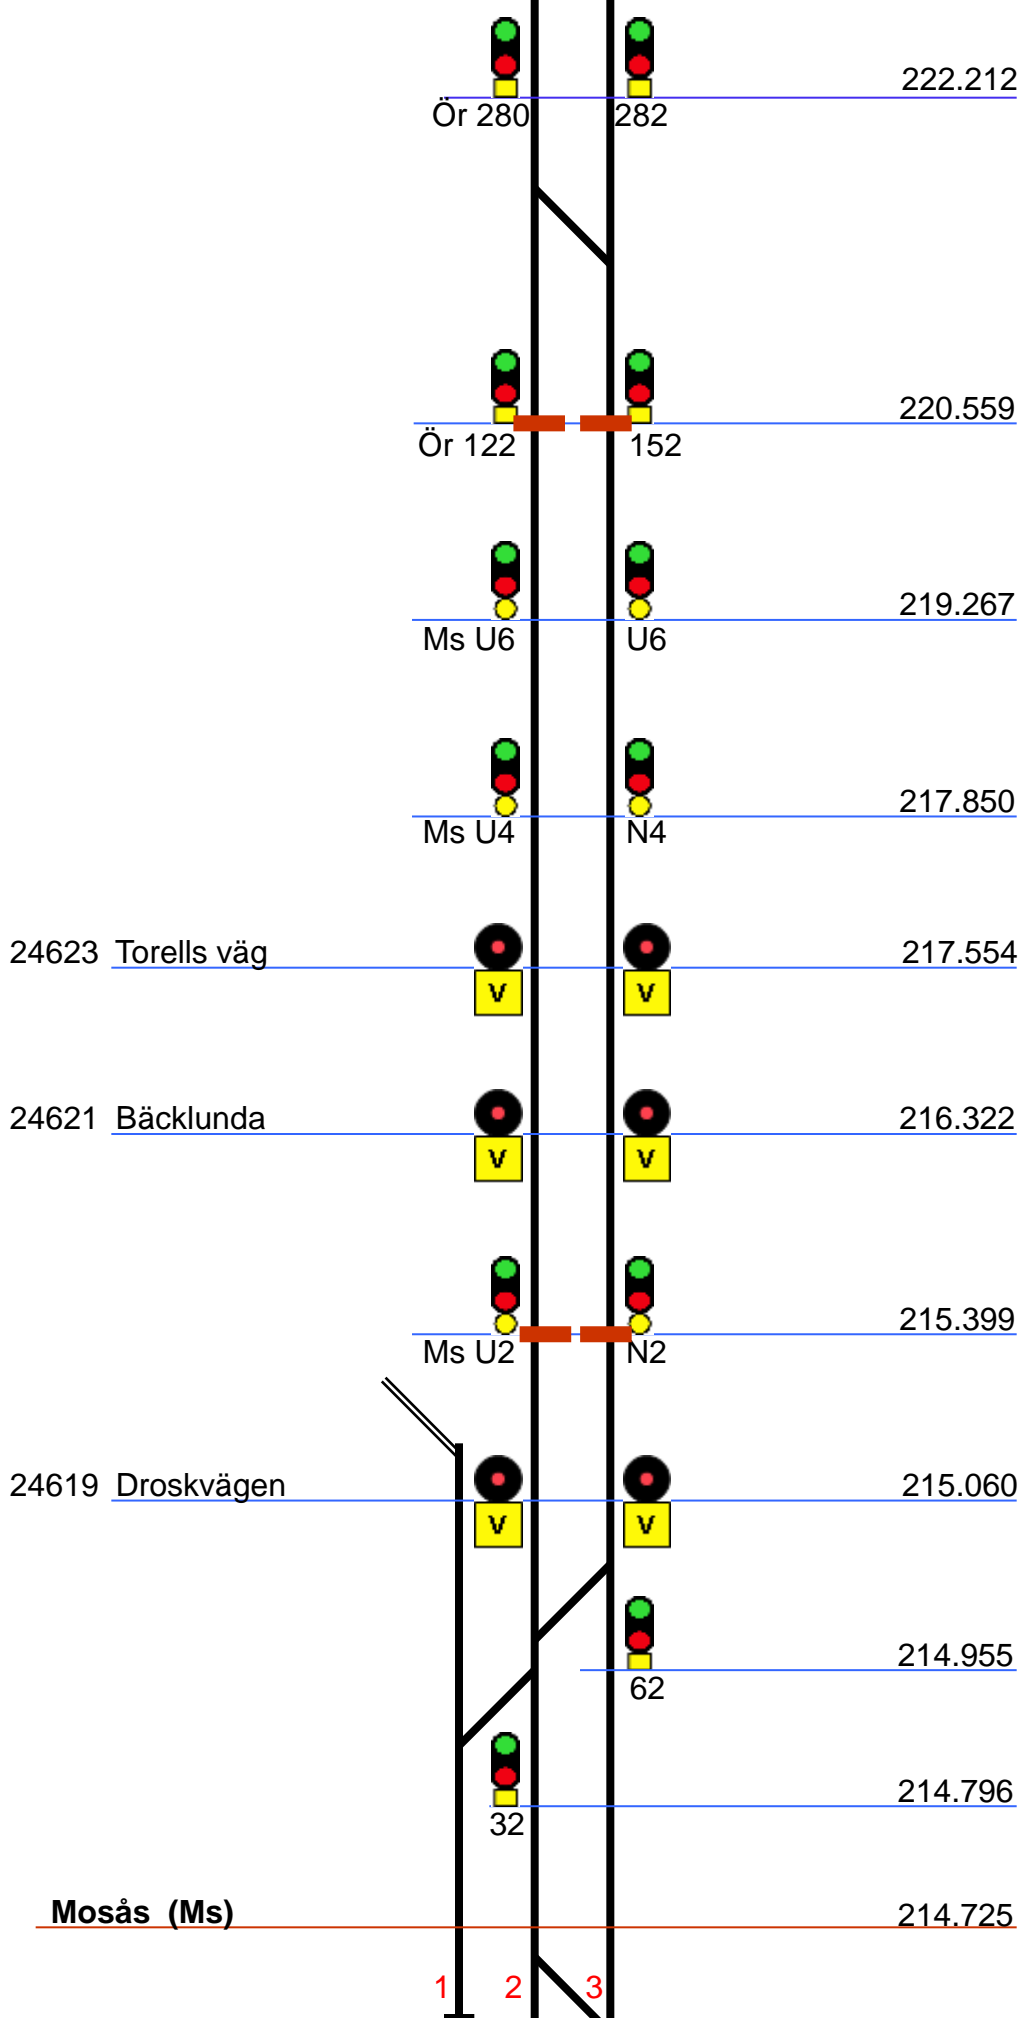 222.212
Ör 280 282
220.559
Ör 122 152
219.267
Ms U6 U6
217.850
Ms U4 N4
24623 Torells väg 217.554
V V
24621 Bäcklunda 216.322
V V
215.399
Ms U2 N2
24619 Droskvägen 215.060
V V
214.955
62
214.796
32
Mosås (Ms) 214.725
1 2 3